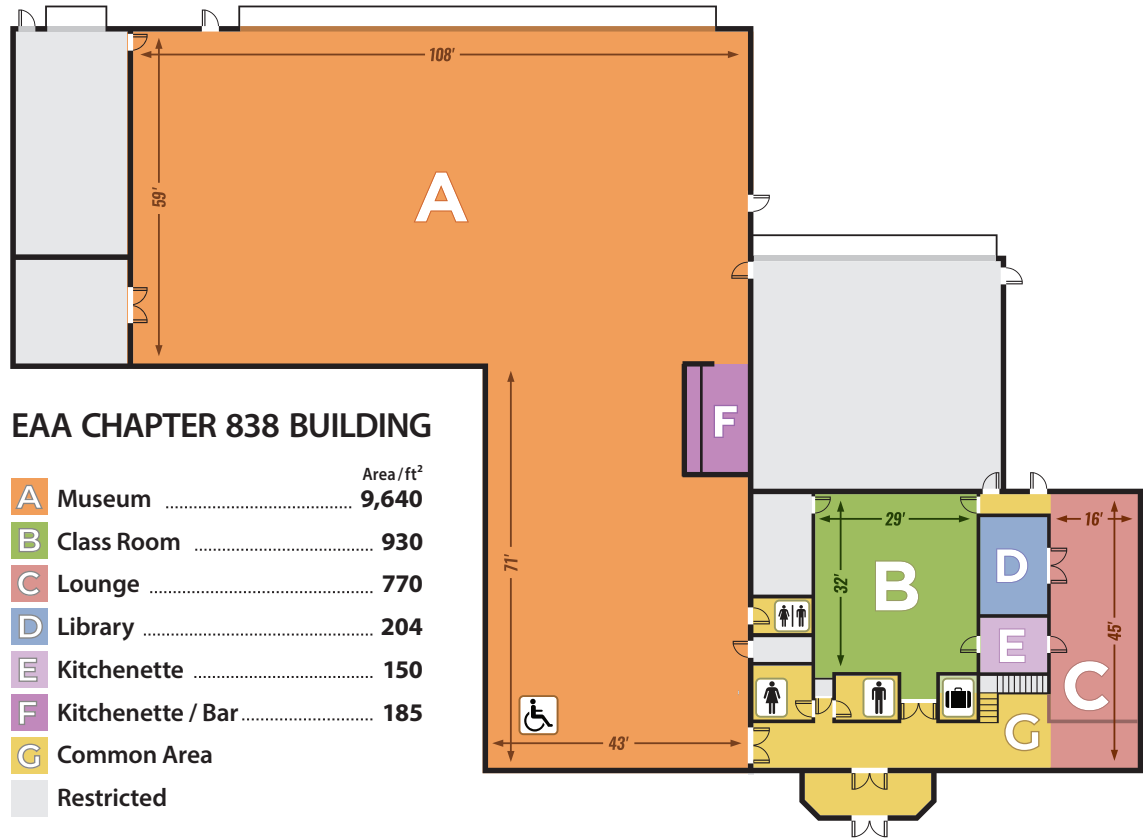 108'
59'
A
F
71'
43'
29'
32'
B
D
E
16'
45'
C
G
EAA CHAPTER 838 BUILDING
Area/ft²
A Museum ........................ 9,640
B Class Room .................... 930
C Lounge ........................ 770
D Library ....................... 204
E Kitchenette ................... 150
F Kitchenette / Bar ............. 185
G Common Area
Restricted